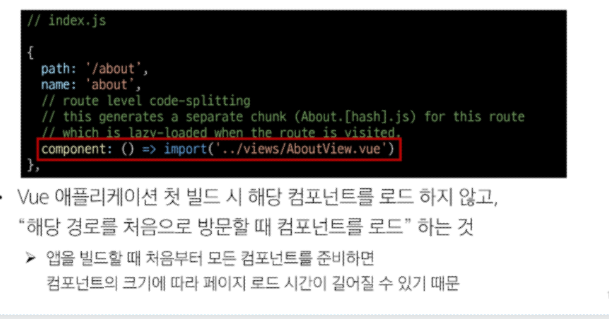 // index.js
{
path: '/about',
name: 'about',
// route level code-splitting
// this generates a separate chunk (About.[hash].js) for this route
// which is lazy-loaded when the route is visited.
component: () => import('../views/AboutView.vue')
},
• Vue 애플리케이션 첫 빌드 시 해당 컴포넌트를 로드 하지 않고,
“해당 경로를 처음으로 방문할 때 컴포넌트를 로드” 하는 것
➤ 앱을 빌드할 때 처음부터 모든 컴포넌트를 준비하면
컴포넌트의 크기에 따라 페이지 로드 시간이 길어질 수 있기 때문